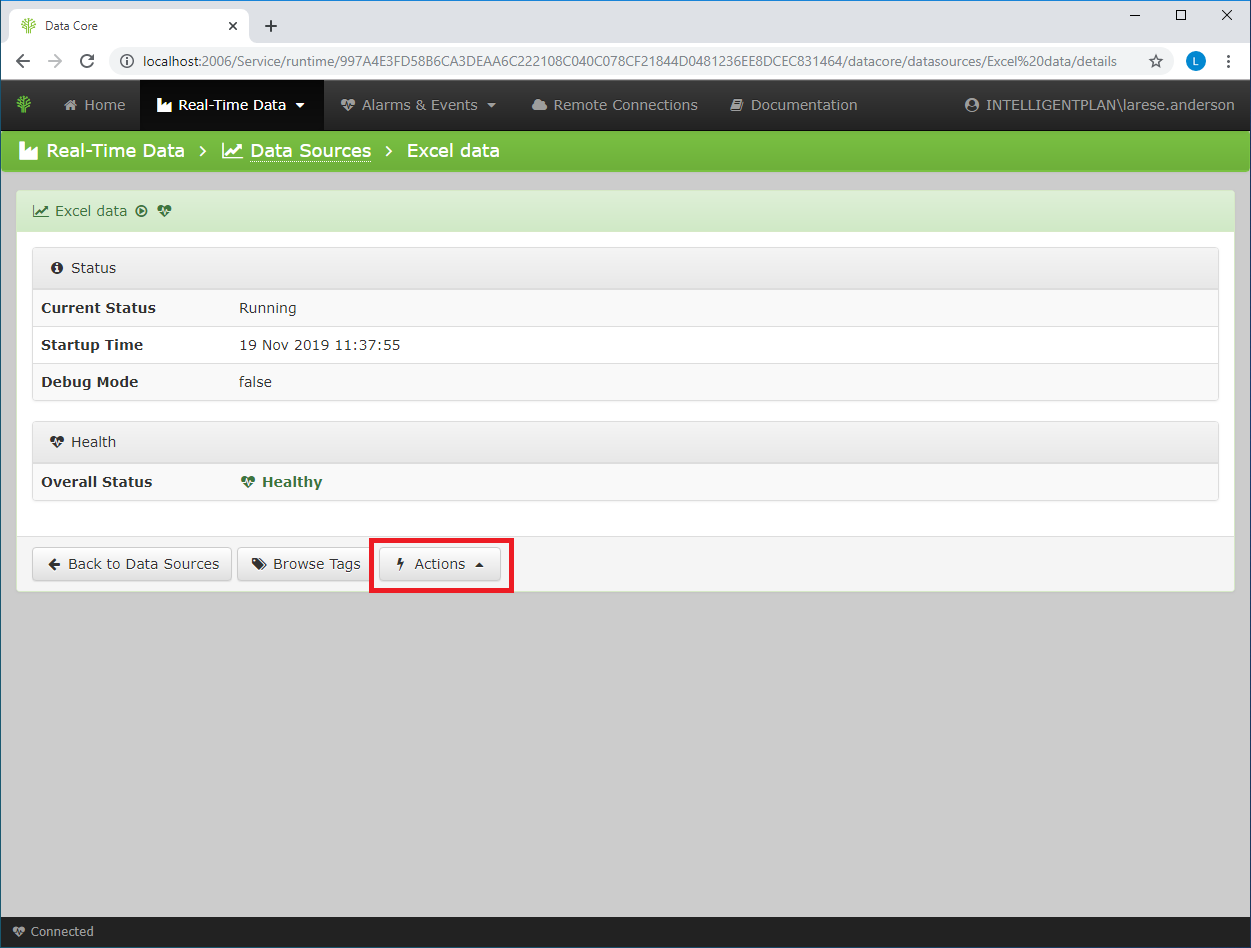 Data Core
localhost:2006/Service/runtime/997A4E3FD58B6CA3DEAA6C222108C040C078CF21844D0481236EE8DCEC831464/datacore/datasources/Excel%20data/details
L
Home Real-Time Data Alarms & Events Remote Connections Documentation INTELLIGENTPLAN\larese.anderson
Real-Time Data > Data Sources > Excel data
Excel data
Status
Current Status Running
Startup Time 19 Nov 2019 11:37:55
Debug Mode false
Health
Overall Status Healthy
Back to Data Sources Browse Tags Actions
Connected